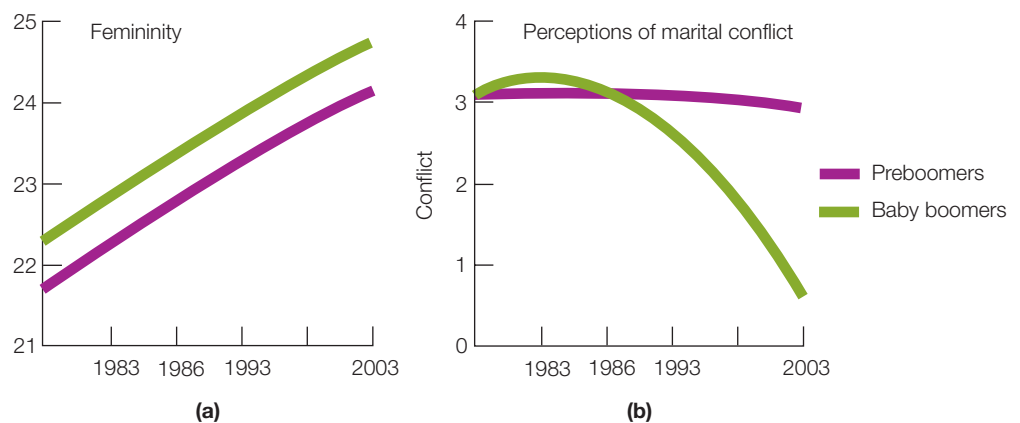 Femininity
25
24
23
22
21
1983 1986 1993 2003
(a)
Perceptions of marital conflict
Conflict
4
3
2
1
0
1983 1986 1993 2003
(b)
Preboomers
Baby boomers